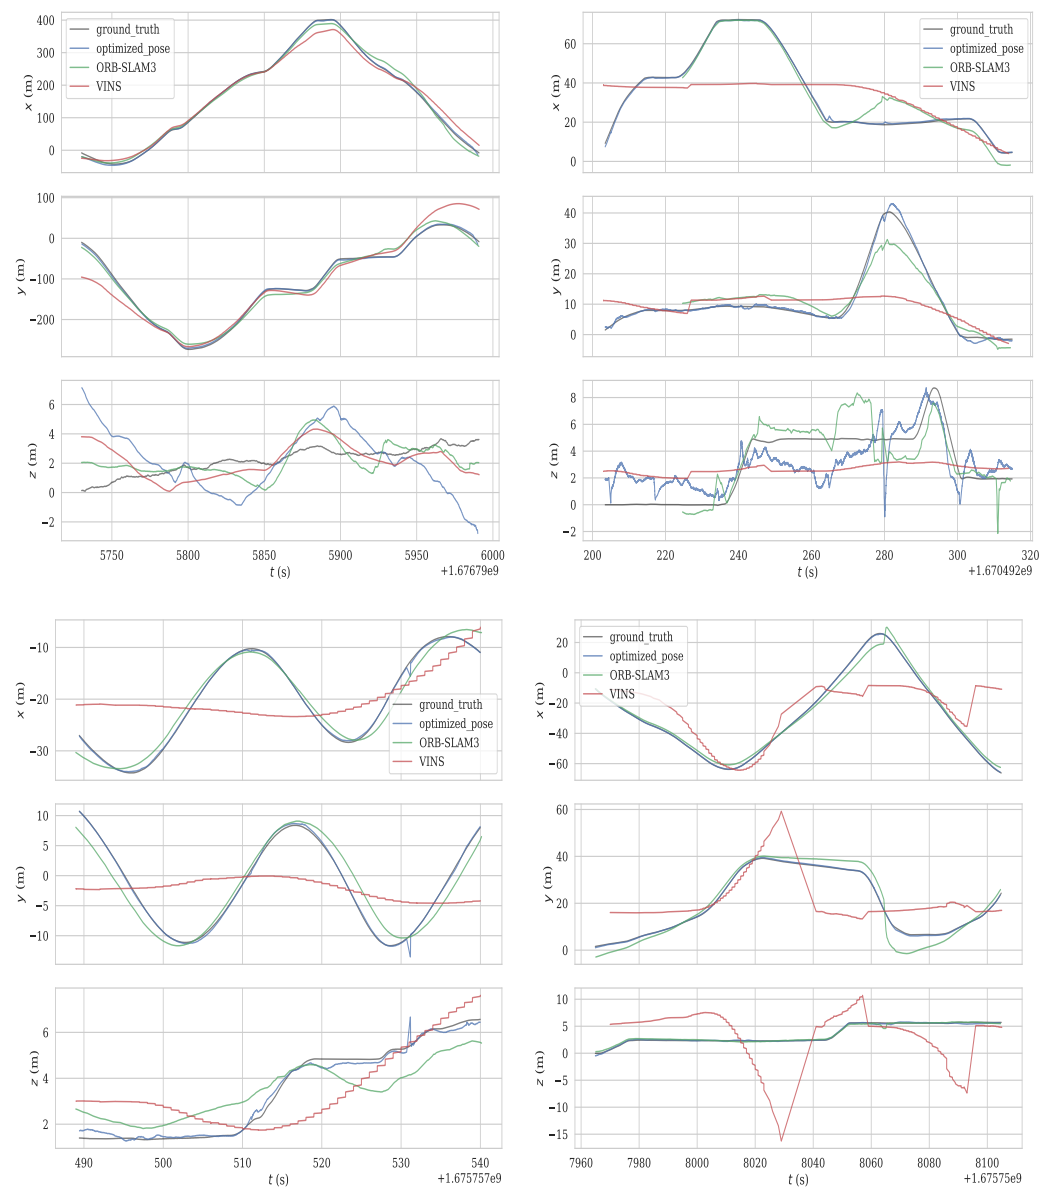 400
300
200
100
0
x (m)
ground_truth
optimized_pose
ORB-SLAM3
VINS
100
0
−100
−200
y (m)
6
4
2
0
−2
z (m)
5750 5800 5850 5900 5950 6000
t (s)
+1.67679e9
60
40
20
0
x (m)
ground_truth
optimized_pose
ORB-SLAM3
VINS
40
30
20
10
0
y (m)
8
6
4
2
0
−2
z (m)
200 220 240 260 280 300 320
t (s)
+1.670492e9
−10
−20
−30
x (m)
ground_truth
optimized_pose
ORB-SLAM3
VINS
10
5
0
−5
−10
y (m)
6
4
2
z (m)
490 500 510 520 530 540
t (s)
+1.675757e9
20
0
−20
−40
−60
x (m)
ground_truth
optimized_pose
ORB-SLAM3
VINS
60
40
20
0
y (m)
10
5
0
−5
−10
−15
z (m)
7960 7980 8000 8020 8040 8060 8080 8100
t (s)
+1.67575e9